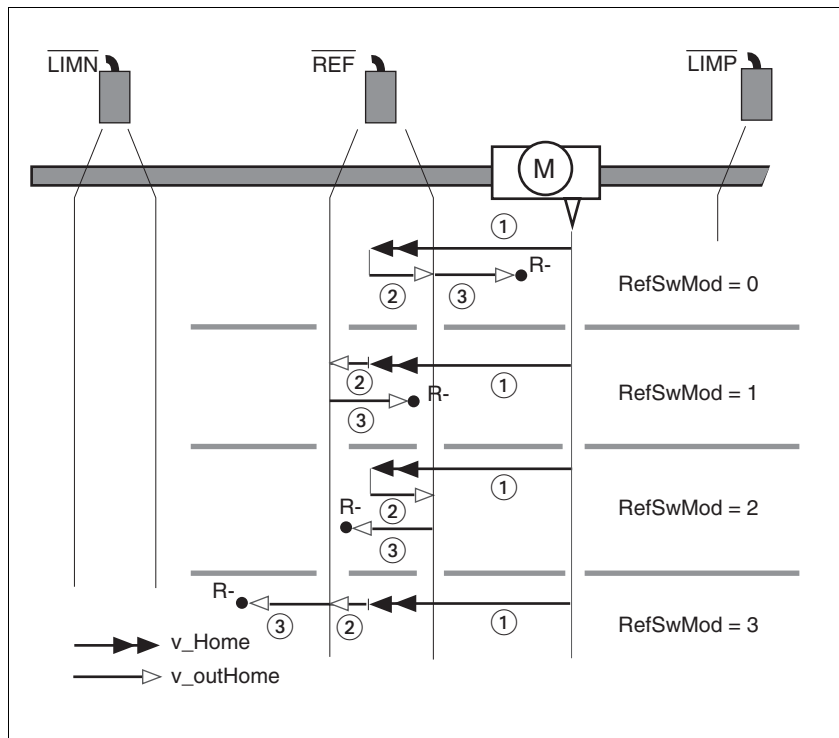 LIMN REF LIMP
M
1
R-
2 3
RefSwMod = 0
2 1
R-
3
RefSwMod = 1
1
2
R-
3
RefSwMod = 2
R-
3 2 1
RefSwMod = 3
v_Home
v_outHome